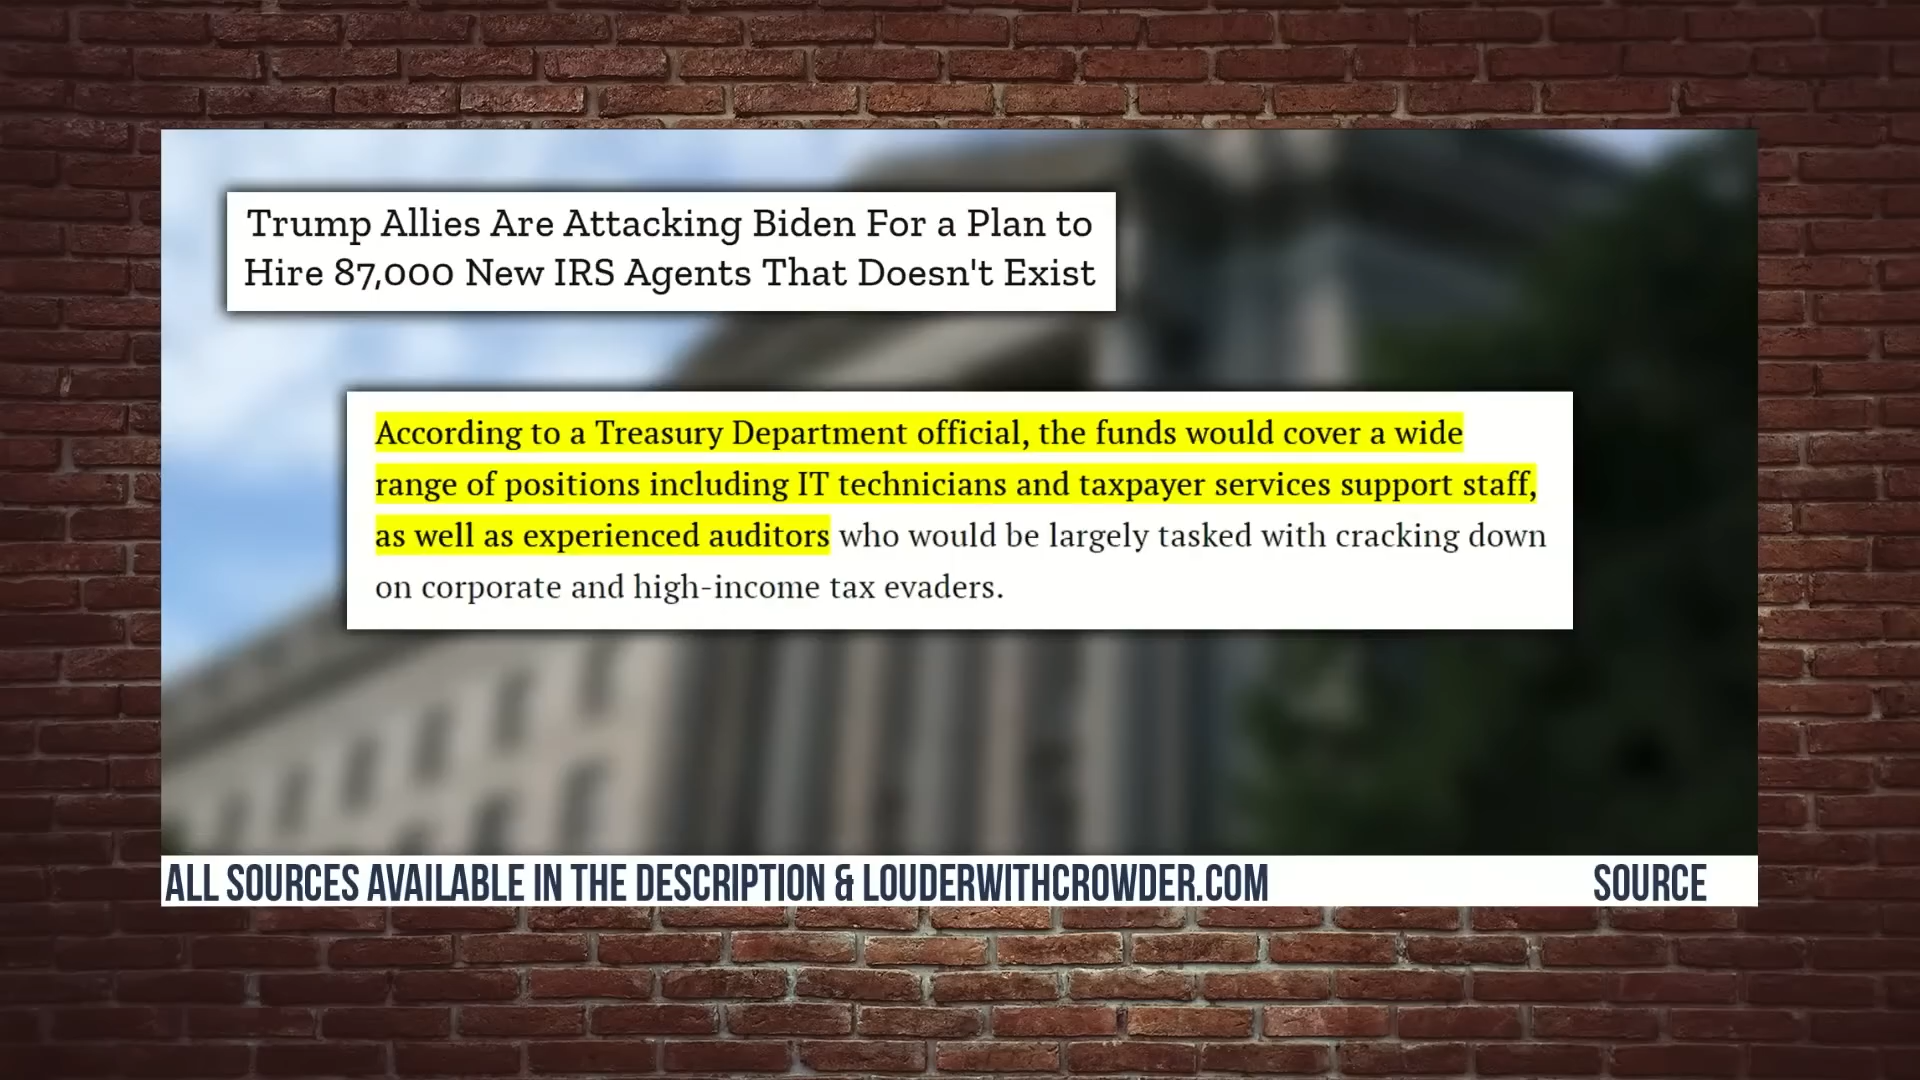 Trump Allies Are Attacking Biden For a Plan to
Hire 87,000 New IRS Agents That Doesn't Exist
According to a Treasury Department official, the funds would cover a wide
range of positions including IT technicians and taxpayer services support staff,
as well as experienced auditors who would be largely tasked with cracking down
on corporate and high-income tax evaders.
ALL SOURCES AVAILABLE IN THE DESCRIPTION & LOUDERWITHCROWDER.COM
SOURCE